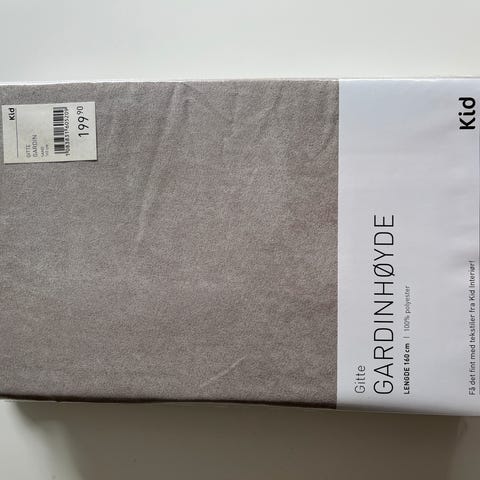 Kid
GITTE
GARDIN
199 90
Kid
Gitte
GARDINHØYDE
LENGDE 160 cm | 100% polyester
Få det fint med tekstiler fra Kid Interiør!